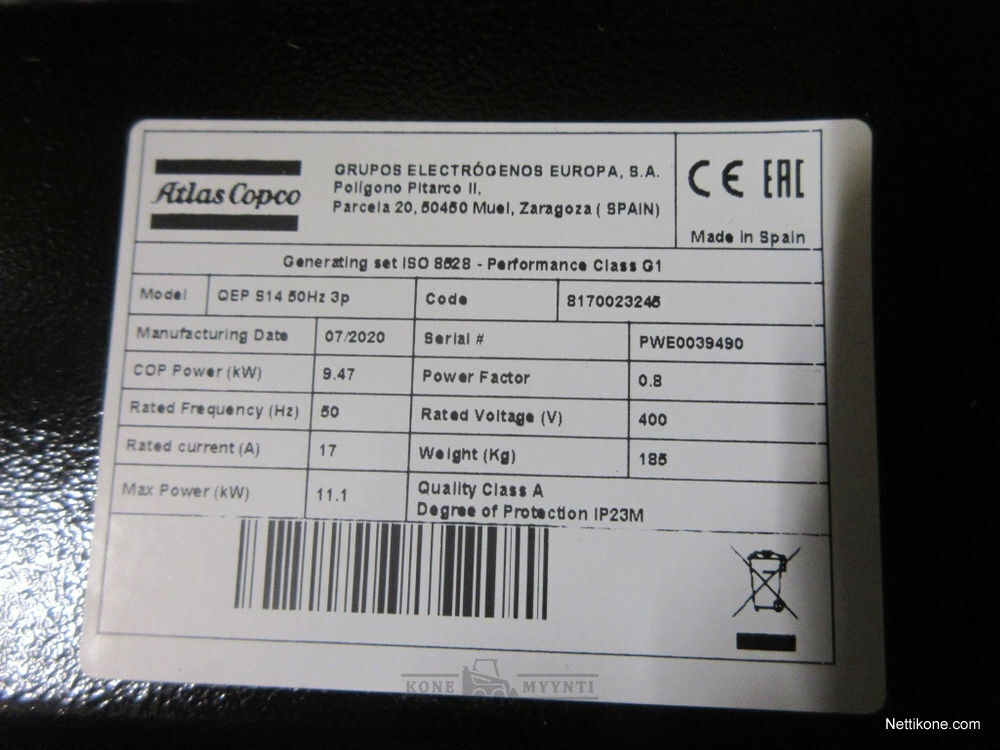 Atlas Copco
GRUPOS ELECTRÓGENOS EUROPA, S.A.
Polígono Pitarco II,
Parcela 20, 50450 Muel, Zaragoza ( SPAIN)
CE EAC
Made in Spain
Generating set ISO 8528 - Performance Class G1
Model QEP S14 50Hz 3p Code 8170023245
Manufacturing Date 07/2020 Serial # PWE0039490
COP Power (kW) 9.47 Power Factor 0.8
Rated Frequency (Hz) 50 Rated Voltage (V) 400
Rated current (A) 17 Weight (Kg) 185
Max Power (kW) 11.1 Quality Class A
Degree of Protection IP23M
KONE MYYNTI
Nettikone.com